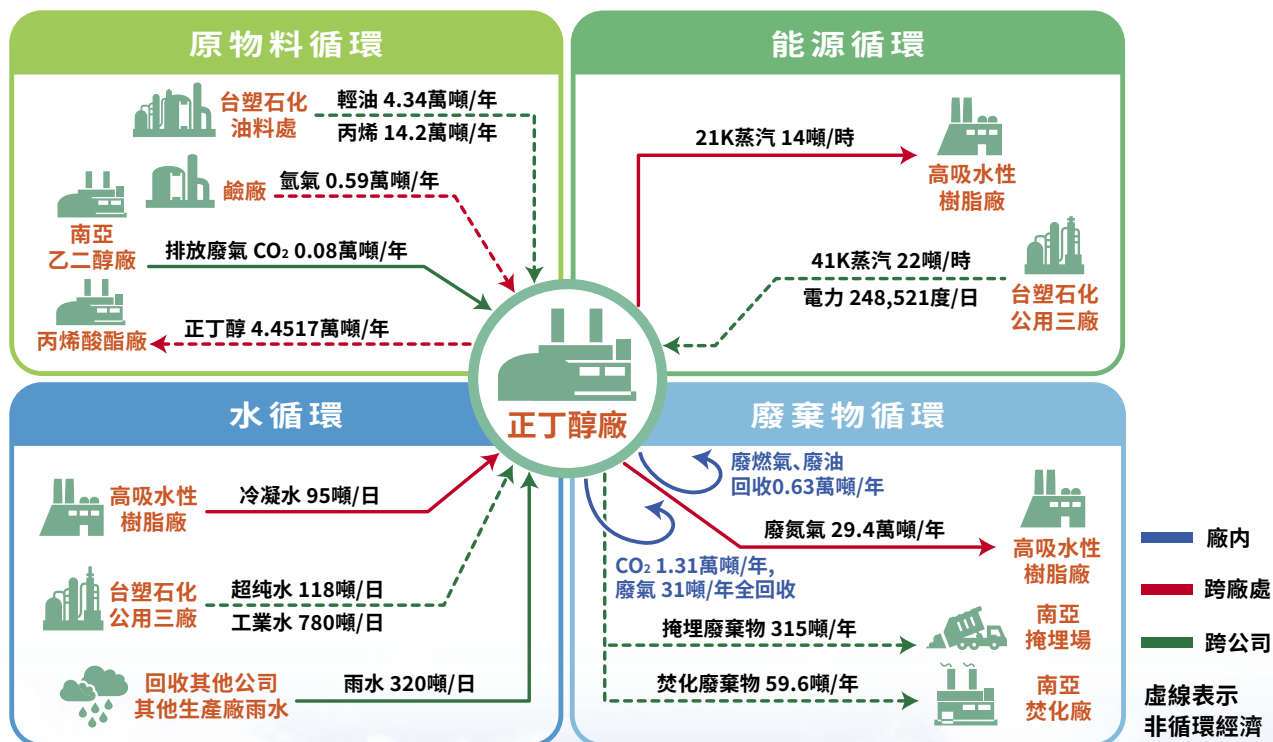 原物料循環
台塑石化
油料處
輕油 4.34萬噸/年
丙烯 14.2萬噸/年
鹼廠
氫氣 0.59萬噸/年
南亞
乙二醇廠
排放廢氣 CO₂ 0.08萬噸/年
丙烯酸酯廠
正丁醇 4.4517萬噸/年
能源循環
21K蒸汽 14噸/時
高吸水性
樹脂廠
41K蒸汽 22噸/時
電力 248,521度/日
台塑石化
公用三廠
正丁醇廠
水循環
高吸水性
樹脂廠
冷凝水 95噸/日
台塑石化
公用三廠
超纯水 118噸/日
工業水 780噸/日
回收其他公司
其他生產廠雨水
雨水 320噸/日
廢棄物循環
廢燃氣、廢油
回收0.63萬噸/年
廢氮氣 29.4萬噸/年
高吸水性
樹脂廠
CO₂ 1.31萬噸/年,
廢氣 31噸/年全回收
掩埋廢棄物 315噸/年
南亞
掩埋場
焚化廢棄物 59.6噸/年
南亞
焚化廠
廠内
跨廠處
跨公司
虛線表示
非循環經濟